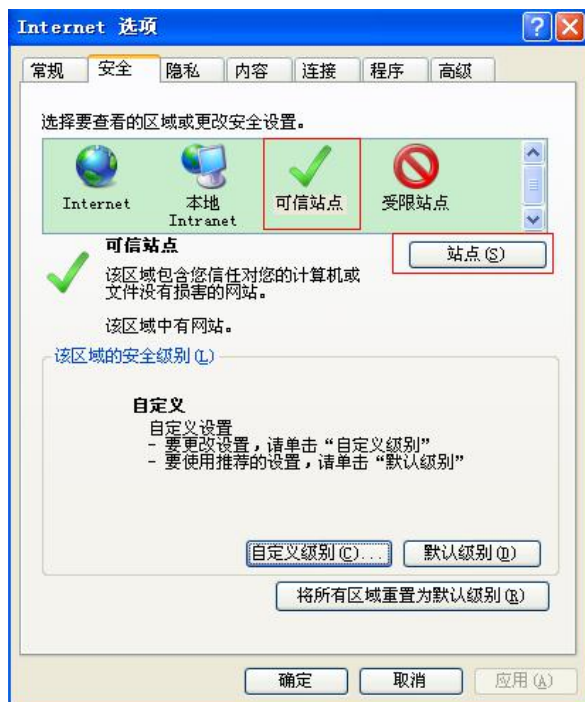 Internet 选项
常规 安全 隐私 内容 连接 程序 高级
选择要查看的区域或更改安全设置。
Internet 本地 Intranet 可信站点 受限站点
可信站点
站点(S)
该区域包含您信任对您的计算机或
文件没有损害的网站。
该区域中有网站。
该区域的安全级别(L)
自定义
自定义设置
- 要更改设置，请单击“自定义级别”
- 要使用推荐的设置，请单击“默认级别”
自定义级别(C)... 默认级别(D)
将所有区域重置为默认级别(R)
确定 取消 应用(A)